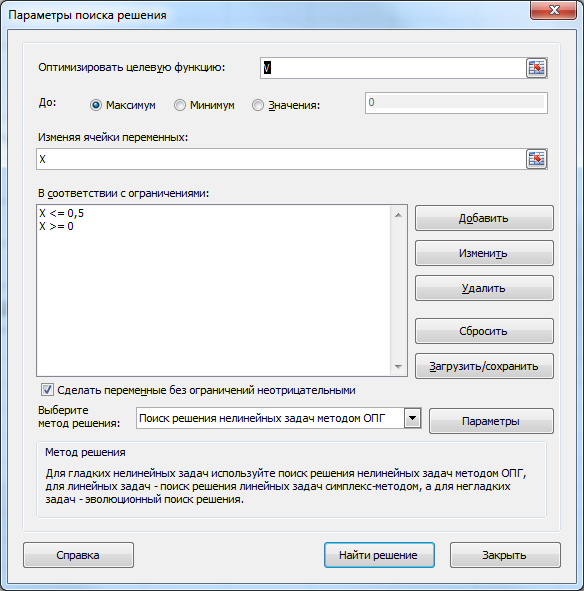 Параметры поиска решения
Оптимизировать целевую функцию:
V
До:
Максимум
Минимум
Значения:
0
Изменяя ячейки переменных:
X
В соответствии с ограничениями:
X <= 0,5
X >= 0
Добавить
Изменить
Удалить
Сбросить
Загрузить/сохранить
Сделать переменные без ограничений неотрицательными
Выберите
метод решения:
Поиск решения нелинейных задач методом ОПГ
Параметры
Метод решения
Для гладких нелинейных задач используйте поиск решения нелинейных задач методом ОПГ,
для линейных задач - поиск решения линейных задач симплекс-методом, а для негладких
задач - эволюционный поиск решения.
Справка
Найти решение
Закрыть